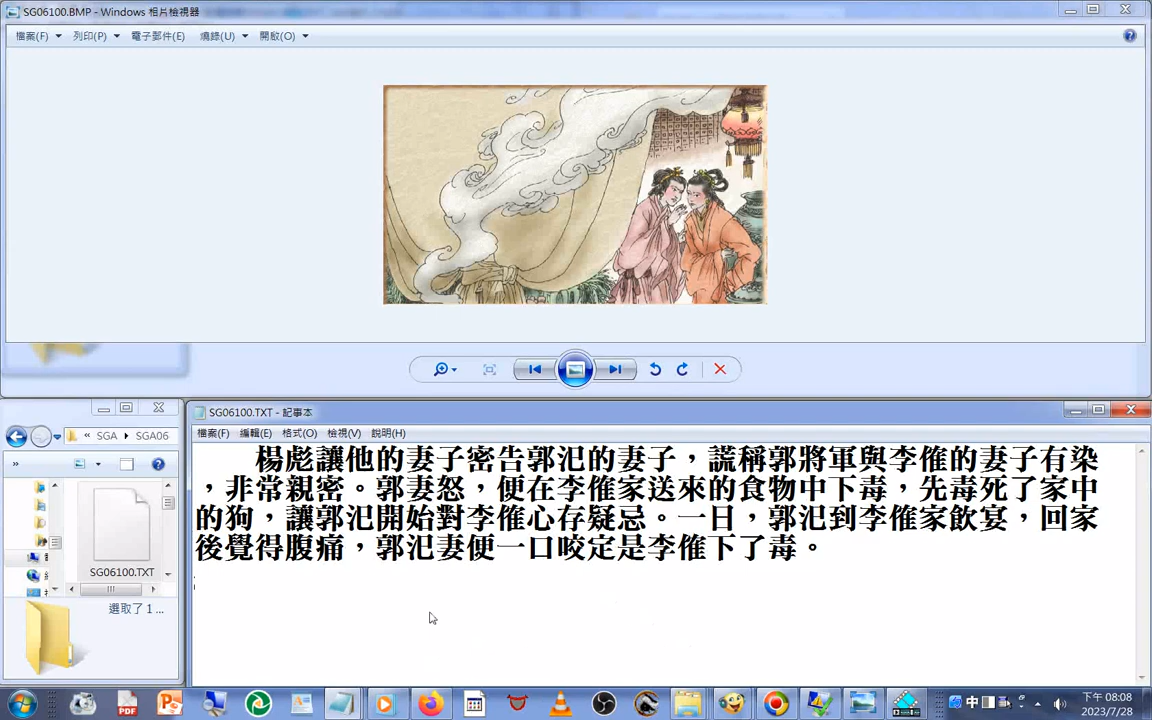 SG06100.BMP - Windows 相片檢視器
檔案(F) 列印(P) 電子郵件(E) 燒錄(U) 開啟(O)
« SGA ▸ SGA06
»
SG06100.TXT
選取了 1 ...
SG06100.TXT - 記事本
檔案(F) 編輯(E) 格式(O) 檢視(V) 說明(H)
楊彪讓他的妻子密告郭汜的妻子，謊稱郭將軍與李傕的妻子有染
，非常親密。郭妻怒，便在李傕家送來的食物中下毒，先毒死了家中
的狗，讓郭汜開始對李傕心存疑忌。一日，郭汜到李傕家飲宴，回家
後覺得腹痛，郭汜妻便一口咬定是李傕下了毒。
PDF
中
下午 08:08
2023/7/28